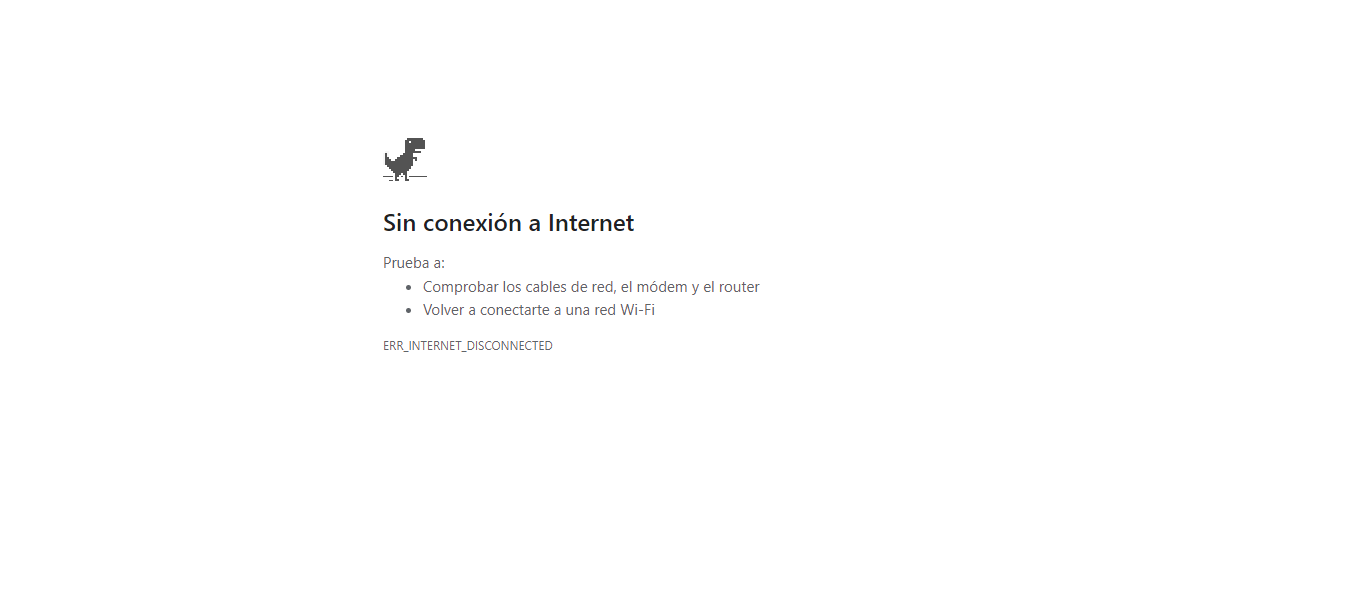 Sin conexión a Internet
Prueba a:
Comprobar los cables de red, el módem y el router
Volver a conectarte a una red Wi-Fi
ERR_INTERNET_DISCONNECTED